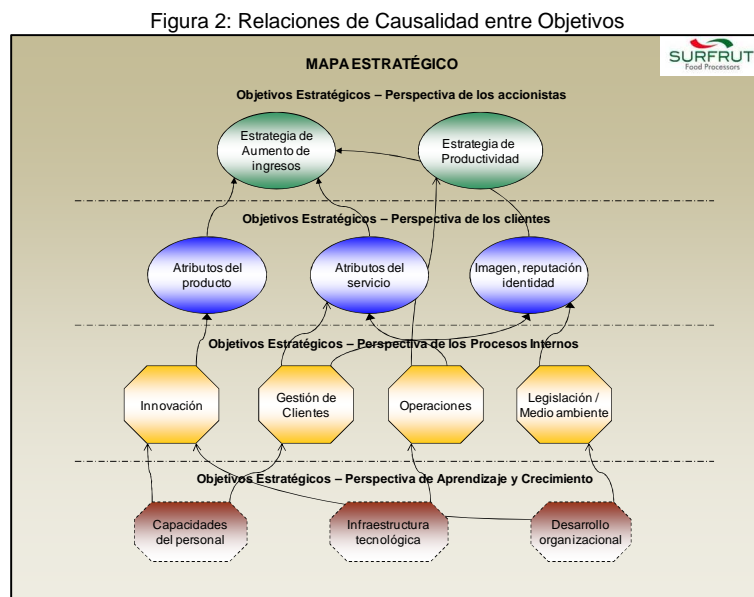 Figura 2: Relaciones de Causalidad entre Objetivos
SURFRUT
Food Processors
MAPA ESTRATÉGICO
Objetivos Estratégicos – Perspectiva de los accionistas
Estrategia de
Aumento de
ingresos
Estrategia de
Productividad
Objetivos Estratégicos – Perspectiva de los clientes
Atributos del
producto
Atributos del
servicio
Imagen, reputación
identidad
Objetivos Estratégicos – Perspectiva de los Procesos Internos
Innovación
Gestión de
Clientes
Operaciones
Legislación /
Medio ambiente
Objetivos Estratégicos – Perspectiva de Aprendizaje y Crecimiento
Capacidades
del personal
Infraestructura
tecnológica
Desarrollo
organizacional